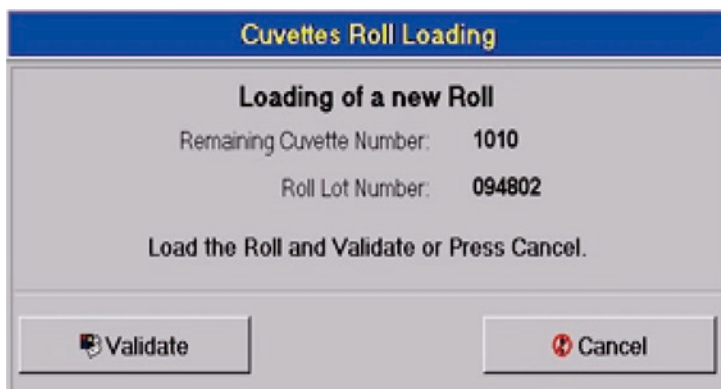 Cuvettes Roll Loading
Loading of a new Roll
Remaining Cuvette Number: 1010
Roll Lot Number: 094802
Load the Roll and Validate or Press Cancel.
Validate Cancel